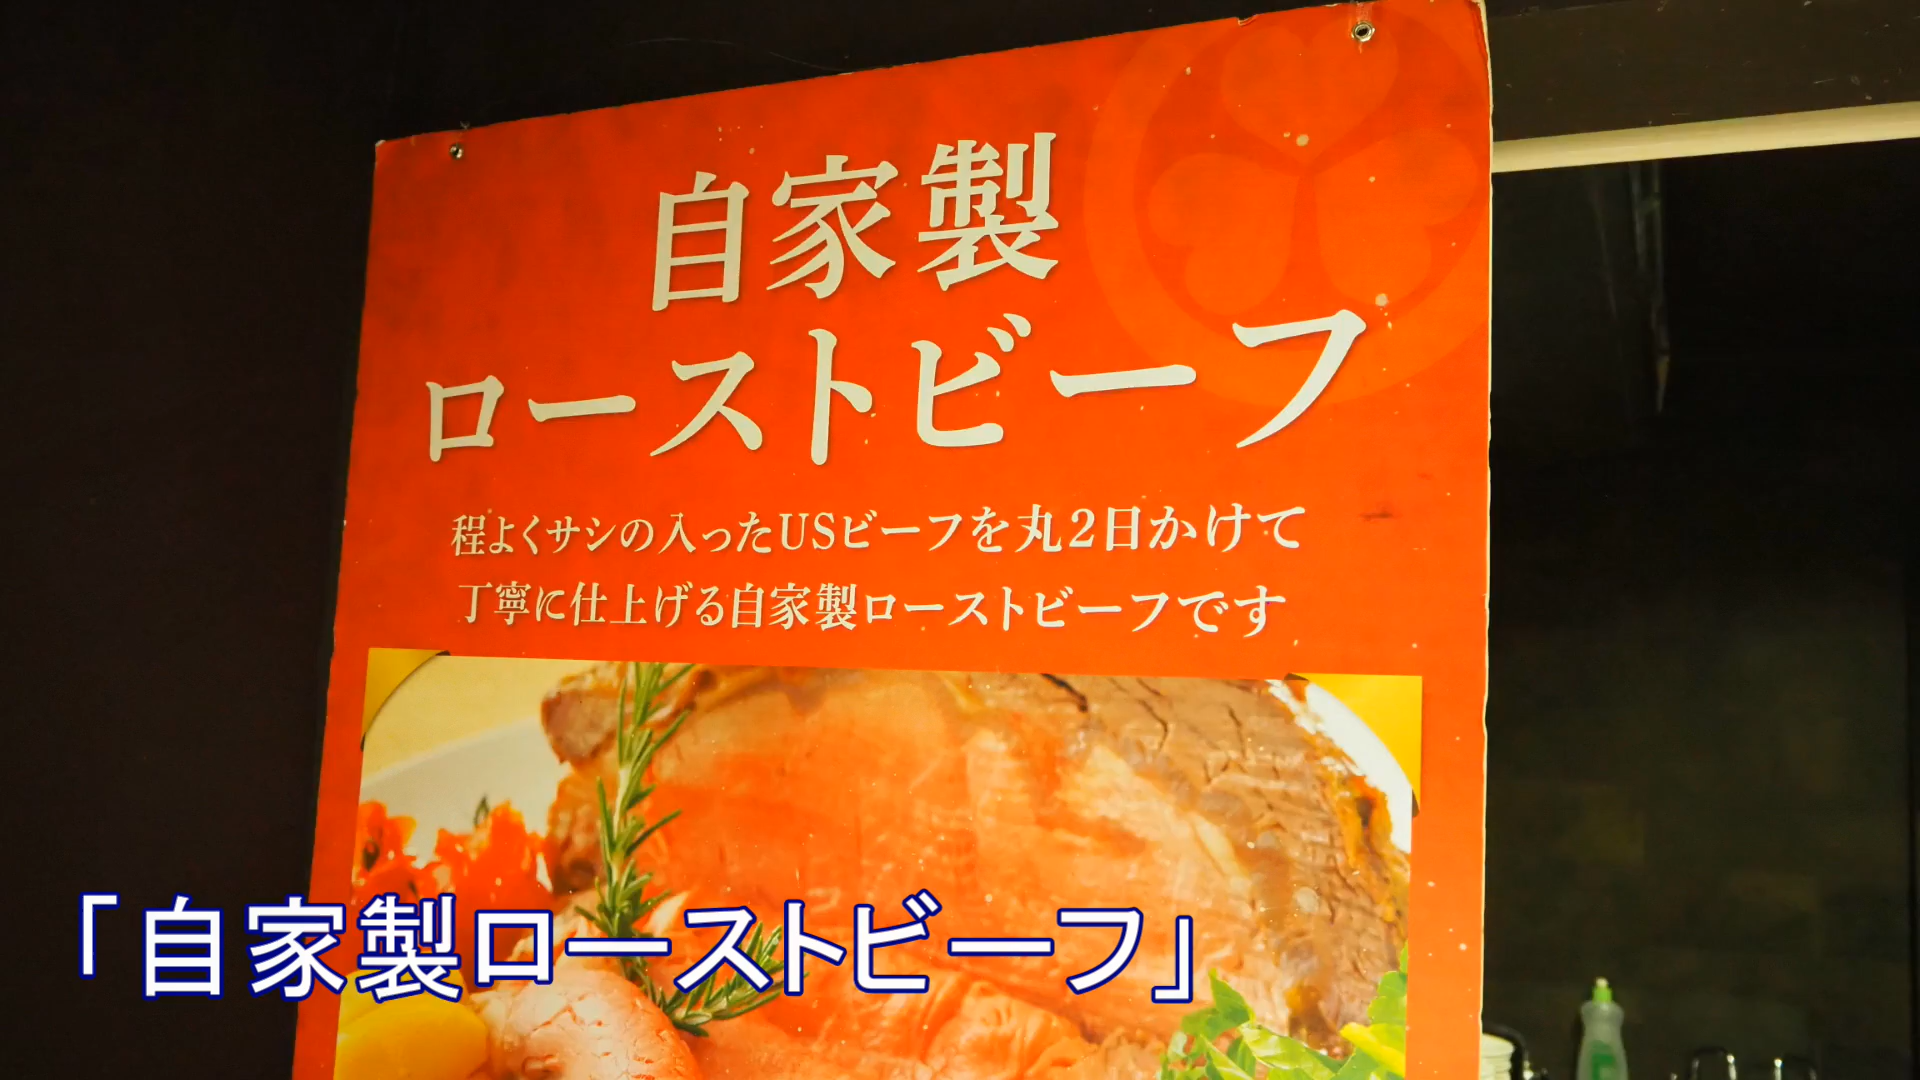 自家製
ローストビーフ
程よくサシの入ったUSビーフを丸2日かけて
丁寧に仕上げる自家製ローストビーフです
「自家製ローストビーフ」